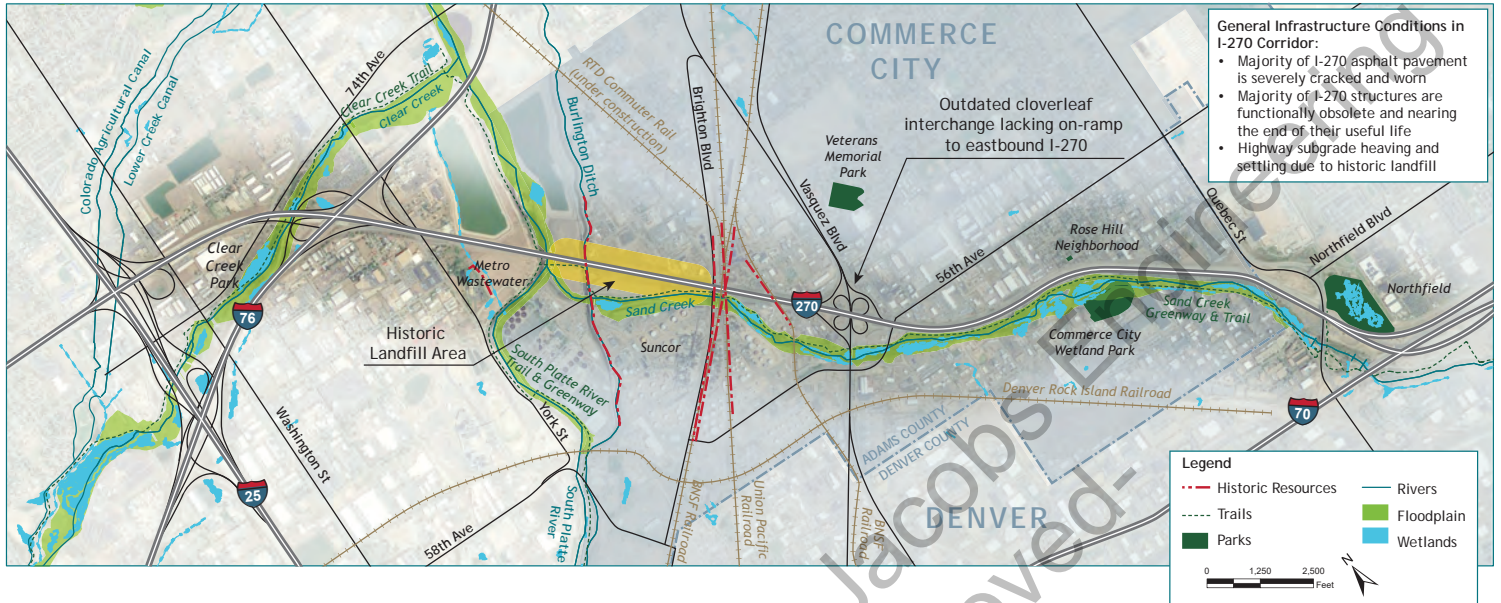 COMMERCE
CITY
DENVER
General Infrastructure Conditions in
I-270 Corridor:
• Majority of I-270 asphalt pavement
is severely cracked and worn
• Majority of I-270 structures are
functionally obsolete and nearing
the end of their useful life
• Highway subgrade heaving and
settling due to historic landfill
Outdated cloverleaf
interchange lacking on-ramp
to eastbound I-270
Colorado Agricultural Canal
Lower Creek Canal
74th Ave
Clear Creek Trail
Clear Creek
Burlington Ditch
RTD Commuter Rail
(under construction)
Brighton Blvd
Vasquez Blvd
Veterans
Memorial
Park
Rose Hill
Neighborhood
56th Ave
Quebec St
Northfield Blvd
Northfield
Clear
Creek
Park
Metro
Wastewater
76
270
Historic
Landfill Area
Sand Creek
Suncor
South Platte River
Trail & Greenway
Sand Creek
Greenway & Trail
Commerce City
Wetland Park
Denver Rock Island Railroad
70
Washington St
York St
25
58th Ave
South Platte
River
BNSF Railroad
Union Pacific
Railroad
BNSF
Railroad
ADAMS COUNTY
DENVER COUNTY
Legend
Historic Resources
Trails
Parks
Rivers
Floodplain
Wetlands
0 1,250 2,500
Feet
N
Jacobs Engineering